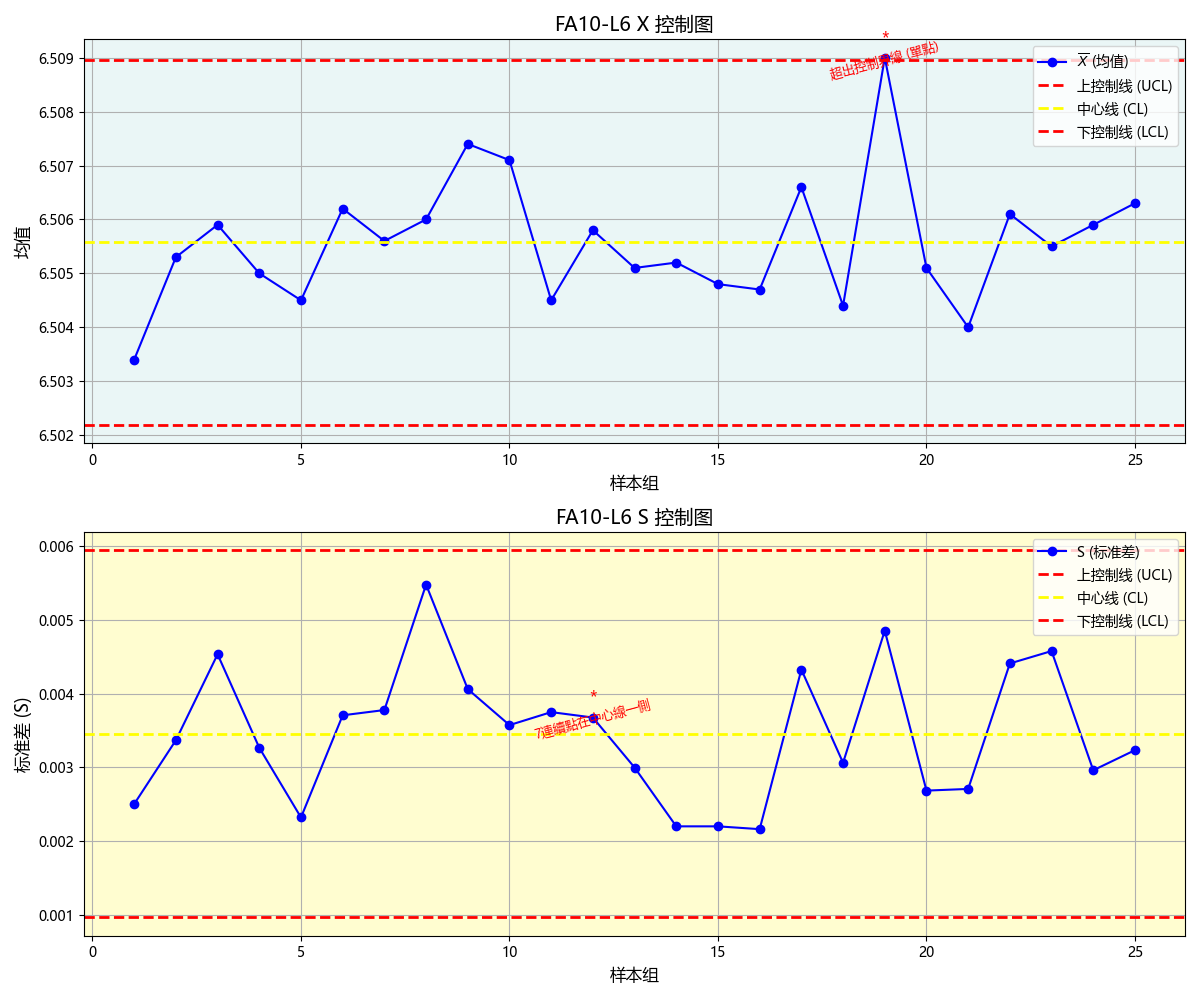 FA10-L6 X 控制图
均值
6.509
6.508
6.507
6.506
6.505
6.504
6.503
6.502
*
超出控制界線 (單點)
X̅ (均值)
上控制线 (UCL)
中心线 (CL)
下控制线 (LCL)
0 5 10 15 20 25
样本组
FA10-L6 S 控制图
标准差 (S)
0.006
0.005
0.004
0.003
0.002
0.001
*
7連續點在中心線一側
S (标准差)
上控制线 (UCL)
中心线 (CL)
下控制线 (LCL)
0 5 10 15 20 25
样本组